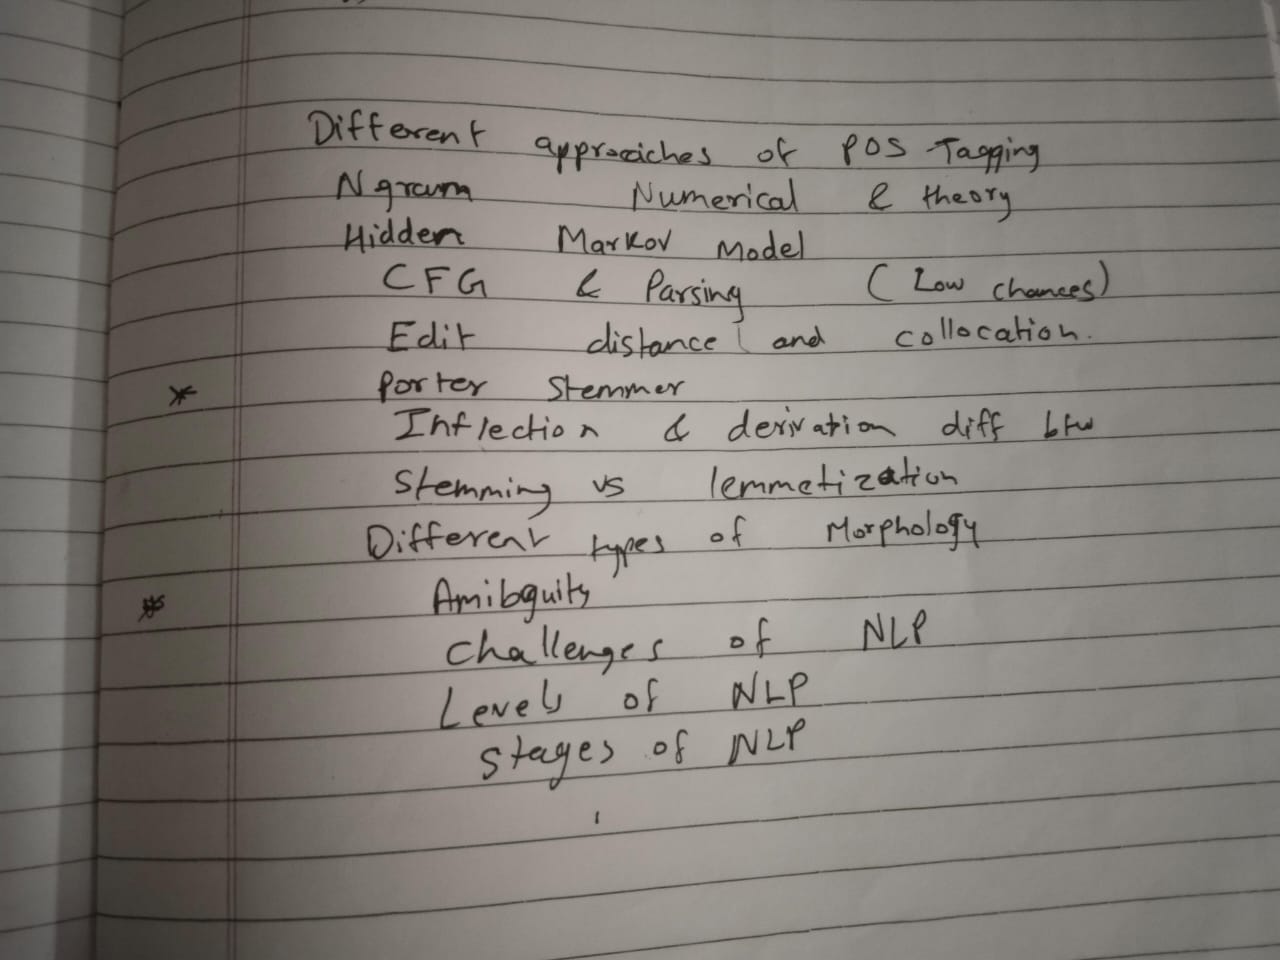 Different approaches of POS Tagging
N gram Numerical & theory
Hidden Markov Model
CFG & Parsing (Low chances)
Edit distance and collocation.
* Porter Stemmer
Inflection & derivation diff btw
Stemming vs lemmetization
Different types of Morphology
* Amibguity
challenges of NLP
Levels of NLP
stages of NLP